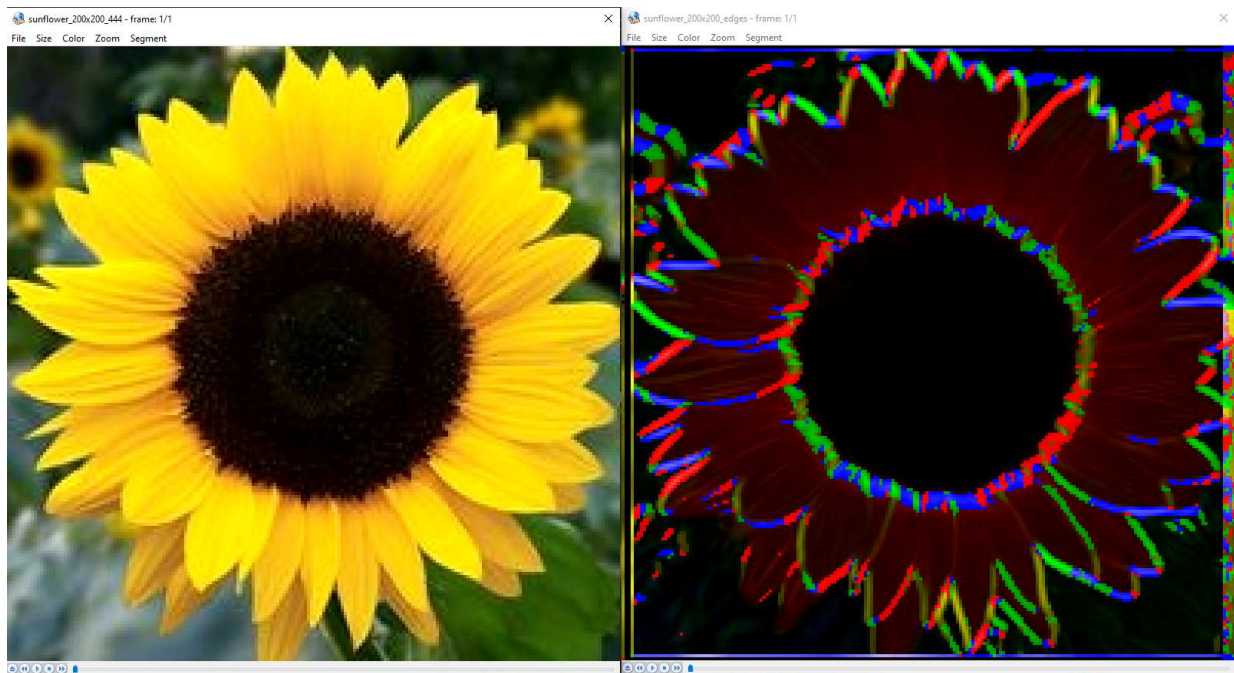 sunflower_200x200_444 - frame: 1/1
File Size Color Zoom Segment
sunflower_200x200_edges - frame: 1/1
File Size Color Zoom Segment